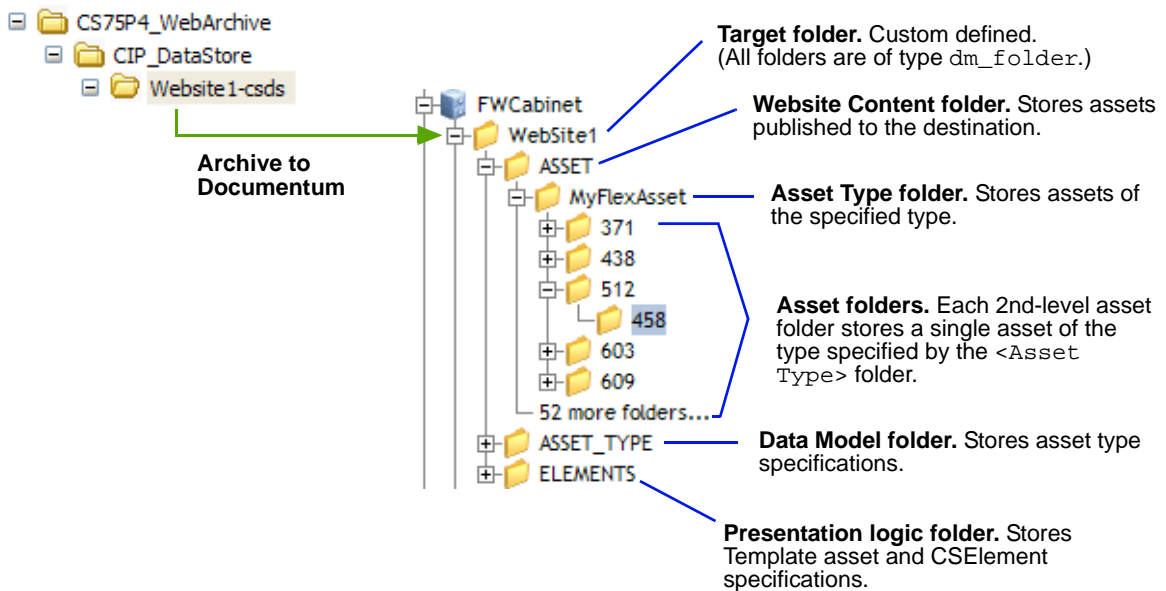 CS75P4_WebArchive
CIP_DataStore
Website1-csds
Archive to
Documentum
FWCabinet
WebSite1
ASSET
MyFlexAsset
371
438
512
458
603
609
52 more folders...
ASSET_TYPE
ELEMENTS
Target folder. Custom defined.
(All folders are of type dm_folder.)
Website Content folder. Stores assets
published to the destination.
Asset Type folder. Stores assets of
the specified type.
Asset folders. Each 2nd-level asset
folder stores a single asset of the
type specified by the <Asset
Type> folder.
Data Model folder. Stores asset type
specifications.
Presentation logic folder. Stores
Template asset and CSElement
specifications.